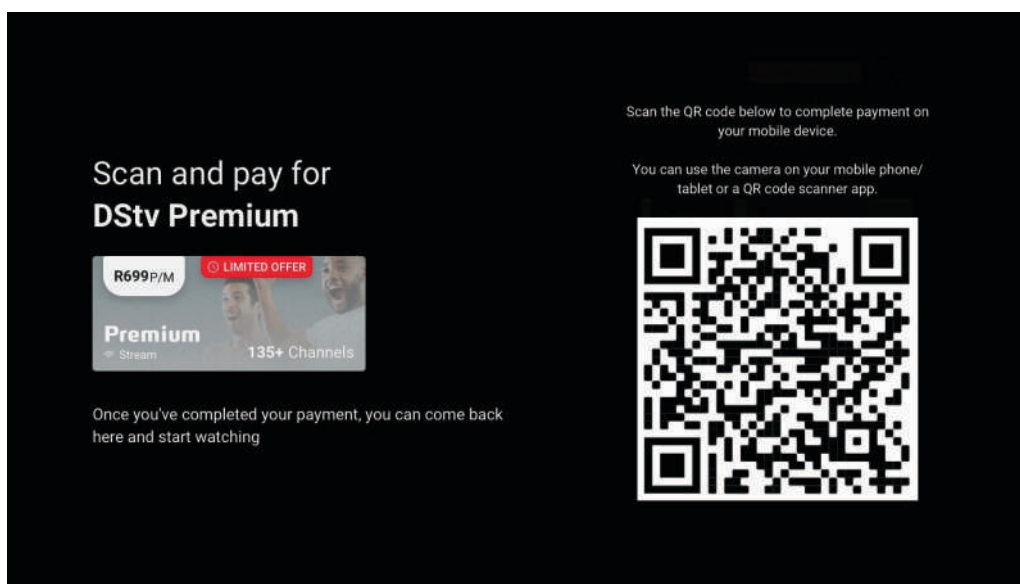 Scan and pay for
DStv Premium
R699P/M
LIMITED OFFER
Premium
Stream
135+ Channels
Once you've completed your payment, you can come back
here and start watching
Scan the QR code below to complete payment on
your mobile device.
You can use the camera on your mobile phone/
tablet or a QR code scanner app.